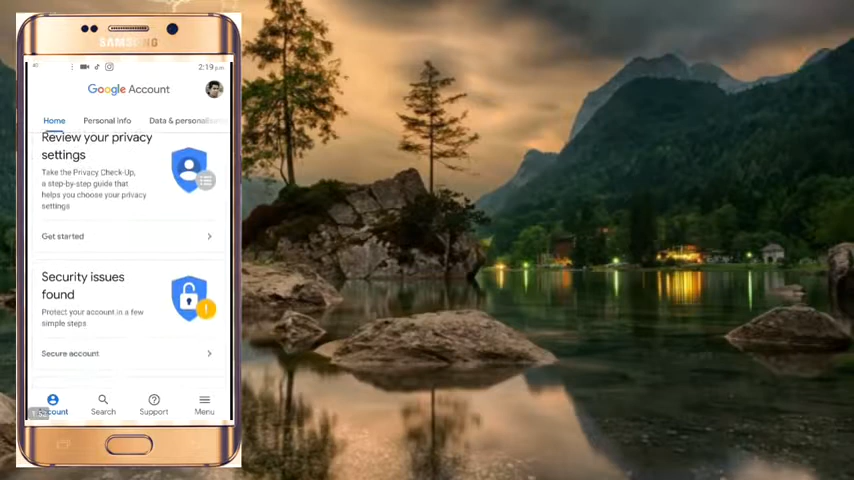 SAMSUNG
2:19 pm
Google Account
Home Personal Info Data & personalisa
Review your privacy
settings
Take the Privacy Check-Up,
a step-by-step guide that
helps you choose your privacy
settings
Get started
Security issues
found
Protect your account in a few
simple steps
Secure account
count Search Support Menu